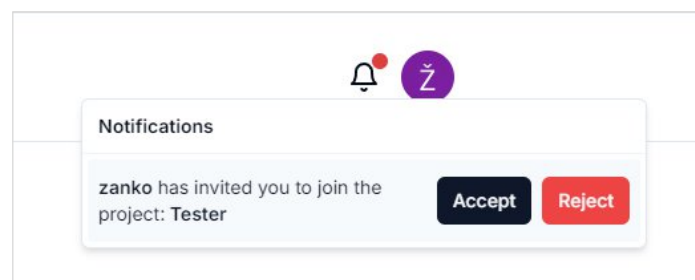 Ž
Notifications
zanko has invited you to join the
project: Tester
Accept
Reject